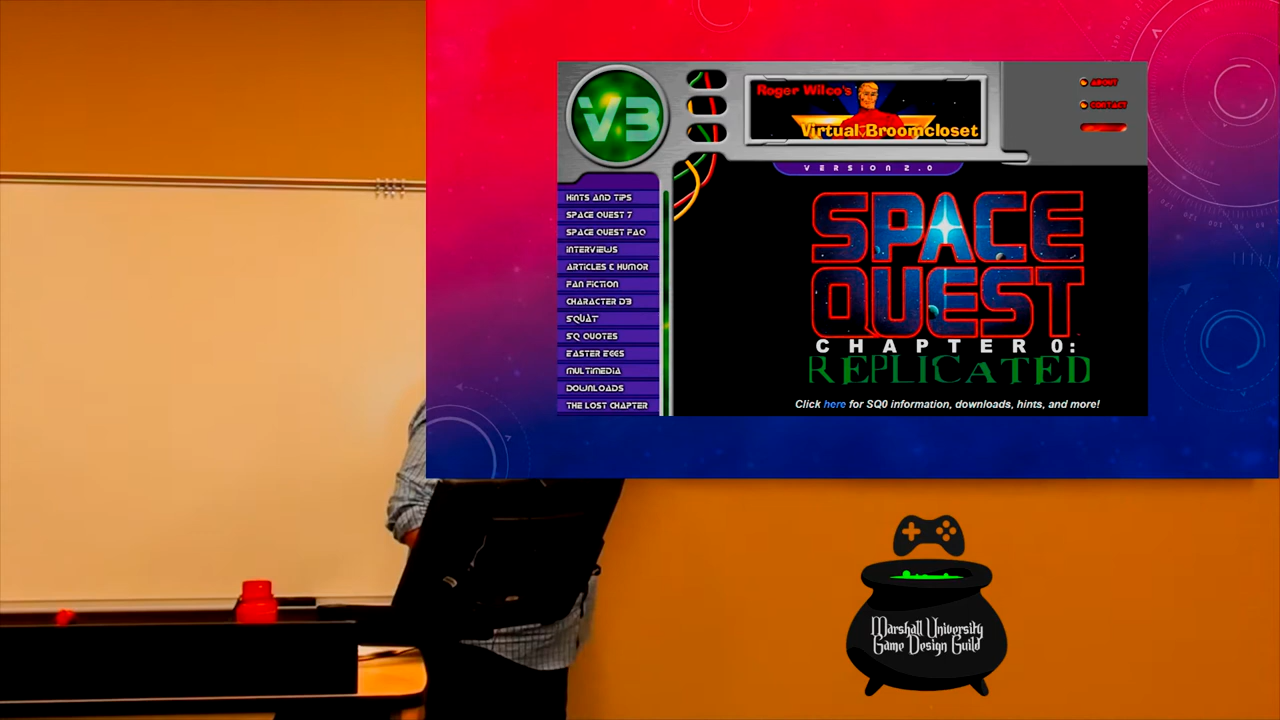 V3
Roger Wilco's
Virtual Broomcloset
ABOUT
CONTACT
VERSION 2.0
HINTS AND TIPS
SPACE QUEST 7
SPACE QUEST FAQ
INTERVIEWS
ARTICLES & HUMOR
FAN FICTION
CHARACTER DB
SQUAT
SQ QUOTES
EASTER EGGS
MULTIMEDIA
DOWNLOADS
THE LOST CHAPTER
SPACE
QUEST
CHAPTER 0:
REPLICATED
Click here for SQ0 information, downloads, hints, and more!
Marshall University
Game Design Guild